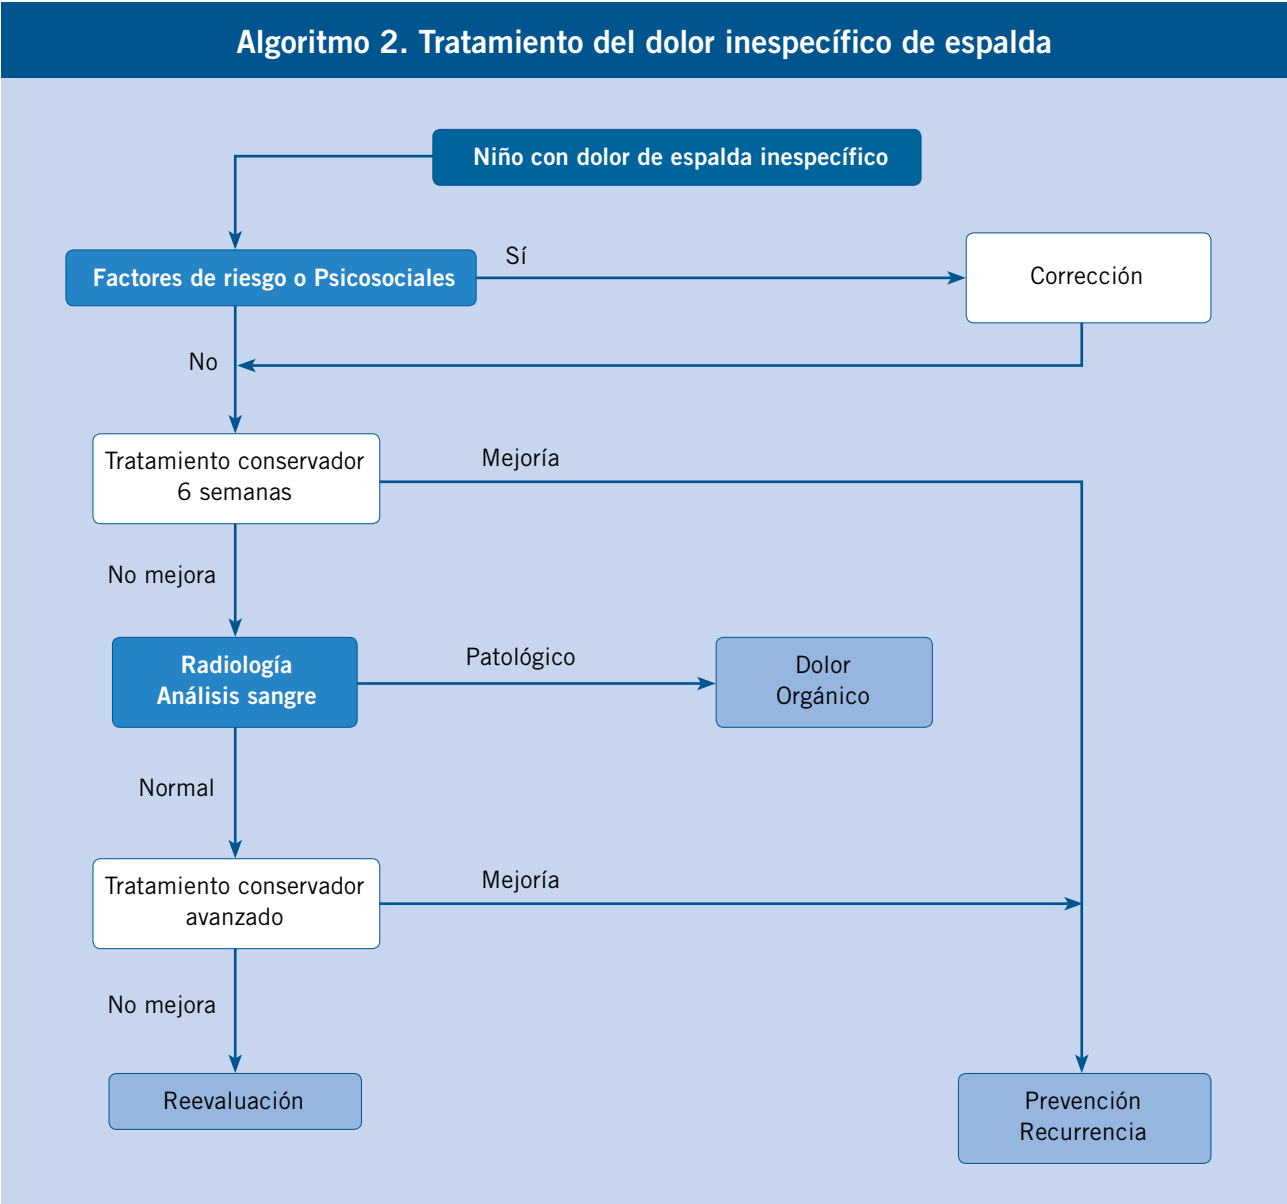 Algoritmo 2. Tratamiento del dolor inespecífico de espalda
Niño con dolor de espalda inespecífico
Factores de riesgo o Psicosociales
Sí
Corrección
No
Tratamiento conservador
6 semanas
Mejoría
No mejora
Radiología
Análisis sangre
Patológico
Dolor
Orgánico
Normal
Tratamiento conservador
avanzado
Mejoría
No mejora
Reevaluación
Prevención
Recurrencia